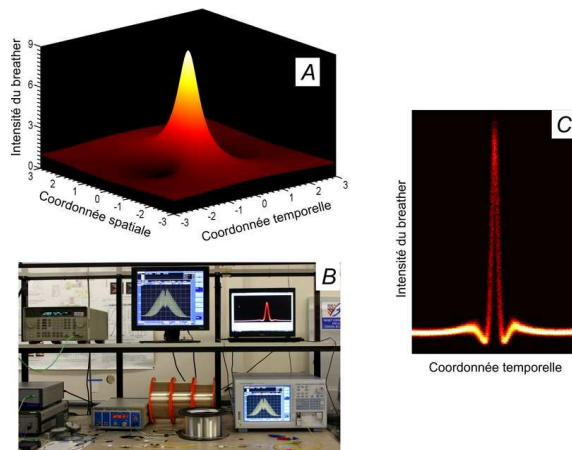 A
Intensité du breather
9
6
3
0
3
2
1
0
-1
-2
-3
Coordonnée spatiale
-3
-2
-1
0
1
2
3
Coordonnée temporelle
B
C
Intensité du breather
Coordonnée temporelle